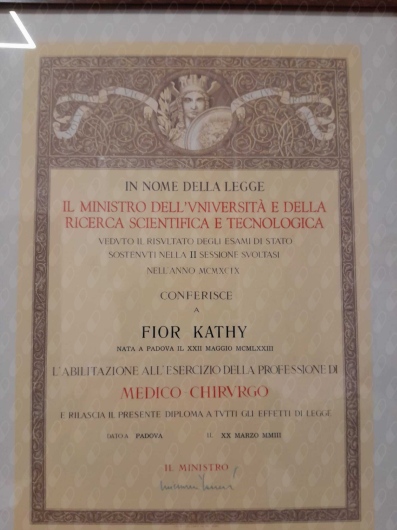 IN NOME DELLA LEGGE
IL MINISTRO DELL'VNIVERSITÀ E DELLA
RICERCA SCIENTIFICA E TECNOLOGICA
VEDVTO IL RISVLTATO DEGLI ESAMI DI STATO
SOSTENVTI NELLA II SESSIONE SVOLTASI
NELL'ANNO MCMXCIX
CONFERISCE
A
FIOR KATHY
NATA A PADOVA IL XXII MAGGIO MCMLXXIII
L'ABILITAZIONE ALL'ESERCIZIO DELLA PROFESSIONE DI
MEDICO CHIRVRGO
E RILASCIA IL PRESENTE DIPLOMA A TVTTI GLI EFFETTI DI LEGGE
DATO A PADOVA IL XX MARZO MMIII
IL MINISTRO